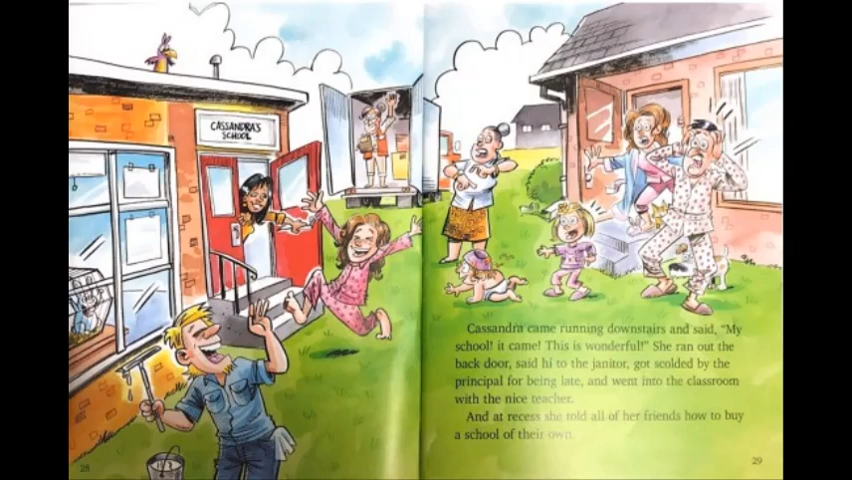 CASSANDRA'S
SCHOOL
Cassandra came running downstairs and said, "My
school! it came! This is wonderful!" She ran out the
back door, said hi to the janitor, got scolded by the
principal for being late, and went into the classroom
with the nice teacher.
And at recess she told all of her friends how to buy
a school of their own.
28
29